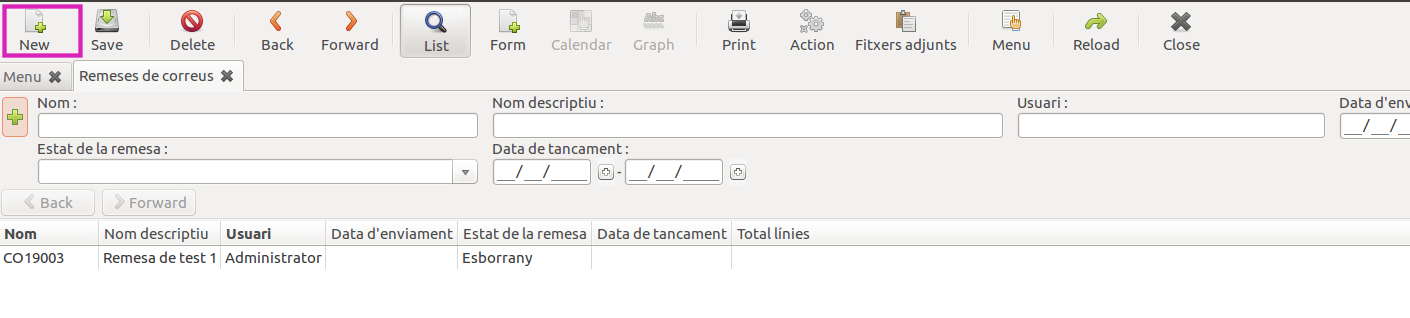 New Save Delete Back Forward List Form Calendar Abc Graph Print Action Fitxers adjunts Menu Reload Close
Menu Remeses de correus
Nom : Nom descriptiu : Usuari : Data d'env
__/__/__
Estat de la remesa : Data de tancament :
__/__/____ - __/__/____
Back Forward
Nom Nom descriptiu Usuari Data d'enviament Estat de la remesa Data de tancament Total línies
CO19003 Remesa de test 1 Administrator Esborrany